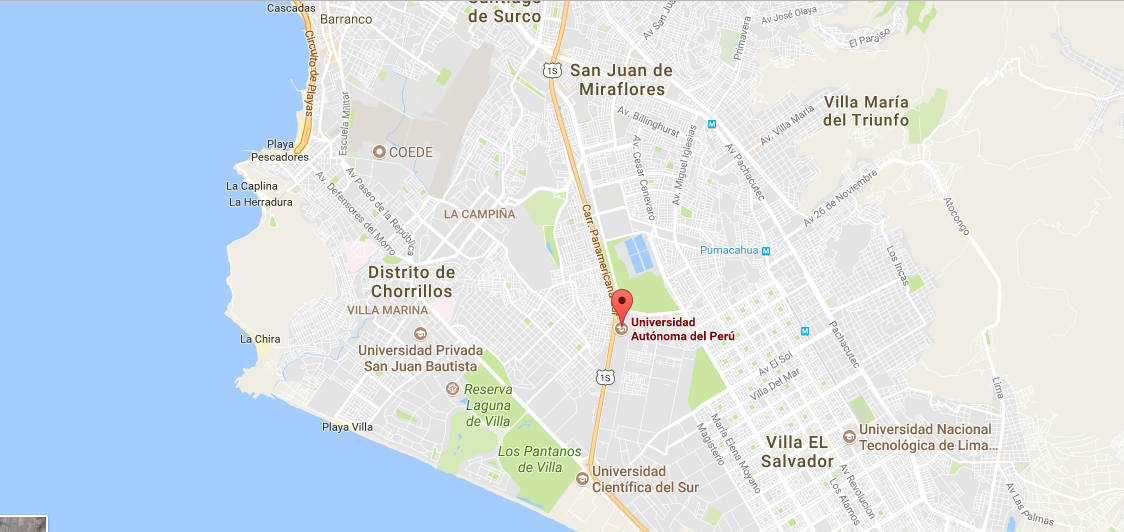 Cascadas
Barranco
Santiago
de Surco
Av José Olaya
El Paraíso
Av San Jua
Primavera
Circuito de Playas
1S
San Juan de
Miraflores
Villa María
del Triunfo
Av. Billinghurst
M
Av. Villa María
Escuela Militar
Playa
Pescadores
COEDE
Av. Cesar Canevaro
Av. Miguel Iglesias
Av Pachacutec
La Caplina
La Herradura
Av. Paseo de la República
Av. Defensores del Morro
LA CAMPIÑA
Av 26 de Noviembre
Atocongo
Carr. Panamericana Sur
Pumacahua M
Los Incas
Distrito de
Chorrillos
VILLA MARINA
Universidad
Autónoma del Perú
La Chira
Universidad Privada
San Juan Bautista
M
Pachacutec
Av El Sol
Villa Del Mar
1S
Lima
Reserva
Laguna
de Villa
Playa Villa
María Elena Moyano
Magisterio
Villa EL
Salvador
Universidad Nacional
Tecnológica de Lima...
Los Pantanos
de Villa
Universidad
Científica del Sur
Av Revolucion
Los Alamos
Av Las Palmas